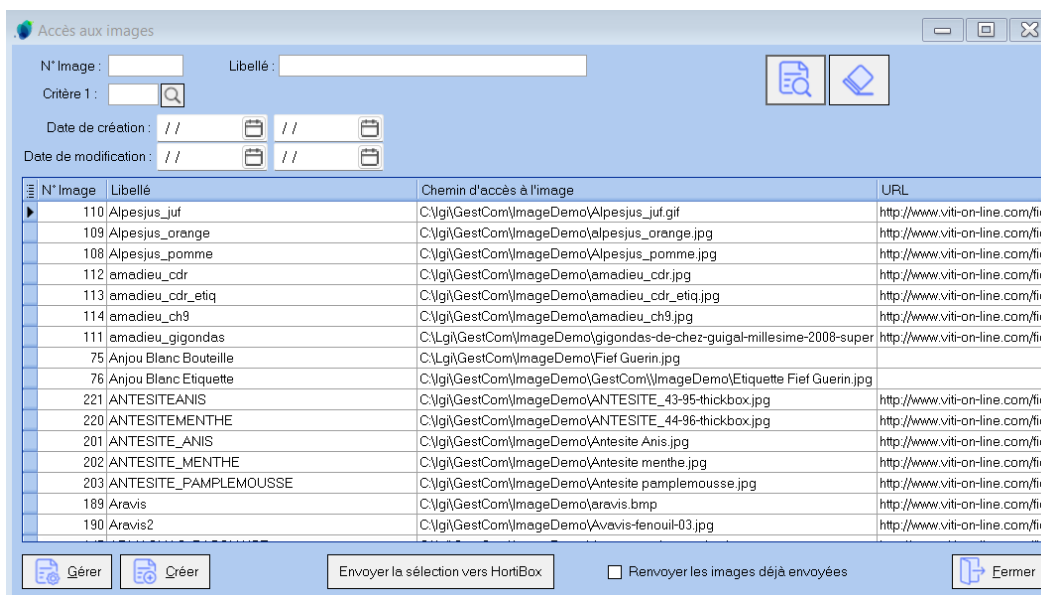 Accès aux images
N° Image : Libellé :
Critère 1 :
Date de création : / / / /
Date de modification : / / / /
N° Image Libellé Chemin d'accès à l'image URL
110 Alpesjus_juf C:\lgi\GestCom\ImageDemo\Alpesjus_juf.gif http://www.viti-on-line.com/fi
109 Alpesjus_orange C:\lgi\GestCom\ImageDemo\alpesjus_orange.jpg http://www.viti-on-line.com/fi
108 Alpesjus_pomme C:\lgi\GestCom\ImageDemo\Alpesjus_pomme.jpg http://www.viti-on-line.com/fi
112 amadieu_cdr C:\lgi\GestCom\ImageDemo\amadieu_cdr.jpg http://www.viti-on-line.com/fi
113 amadieu_cdr_etiq C:\lgi\GestCom\ImageDemo\amadieu_cdr_etiq.jpg http://www.viti-on-line.com/fi
114 amadieu_ch9 C:\lgi\GestCom\ImageDemo\amadieu_ch9.jpg http://www.viti-on-line.com/fi
111 amadieu_gigondas C:\Lgi\GestCom\ImageDemo\gigondas-de-chez-guigal-millesime-2008-super http://www.viti-on-line.com/fi
75 Anjou Blanc Bouteille C:\Lgi\GestCom\ImageDemo\Fief Guerin.jpg
76 Anjou Blanc Etiquette C:\lgi\GestCom\ImageDemo\GestCom\\ImageDemo\Etiquette Fief Guerin.jpg
221 ANTESITEANIS C:\lgi\GestCom\ImageDemo\ANTESITE_43-95-thickbox.jpg http://www.viti-on-line.com/fi
220 ANTESITEMENTHE C:\lgi\GestCom\ImageDemo\ANTESITE_44-96-thickbox.jpg http://www.viti-on-line.com/fi
201 ANTESITE_ANIS C:\lgi\GestCom\ImageDemo\Antesite Anis.jpg http://www.viti-on-line.com/fi
202 ANTESITE_MENTHE C:\lgi\GestCom\ImageDemo\Antesite menthe.jpg http://www.viti-on-line.com/fi
203 ANTESITE_PAMPLEMOUSSE C:\lgi\GestCom\ImageDemo\Antesite pamplemousse.jpg http://www.viti-on-line.com/fi
189 Aravis C:\lgi\GestCom\ImageDemo\aravis.bmp http://www.viti-on-line.com/fi
190 Aravis2 C:\lgi\GestCom\ImageDemo\Avavis-fenouil-03.jpg http://www.viti-on-line.com/fi
Gérer Créer Envoyer la sélection vers HortiBox Renvoyer les images déjà envoyées Fermer